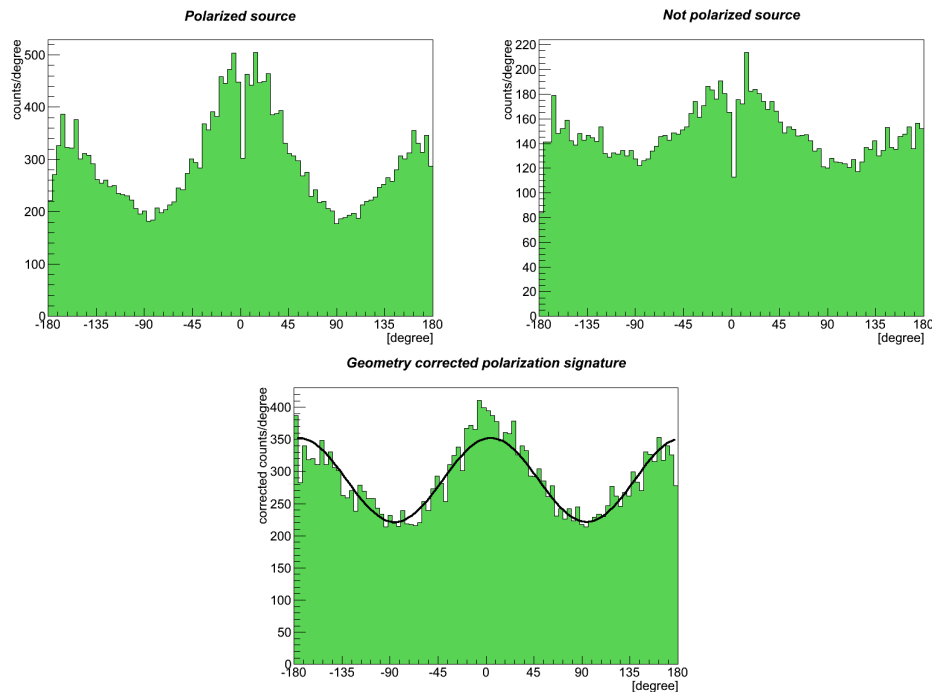 Polarized source
counts/degree
500
400
300
200
100
0
-180 -135 -90 -45 0 45 90 135 180
[degree]
Not polarized source
counts/degree
220
200
180
160
140
120
100
80
60
40
20
0
-180 -135 -90 -45 0 45 90 135 180
[degree]
Geometry corrected polarization signature
corrected counts/degree
400
350
300
250
200
150
100
50
0
-180 -135 -90 -45 0 45 90 135 180
[degree]